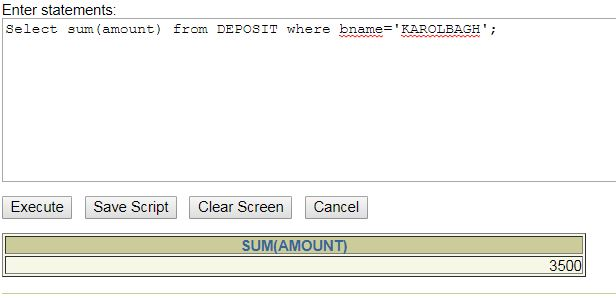 Enter statements:
Select sum(amount) from DEPOSIT where bname='KAROLBAGH';
Execute Save Script Clear Screen Cancel
SUM(AMOUNT)
3500